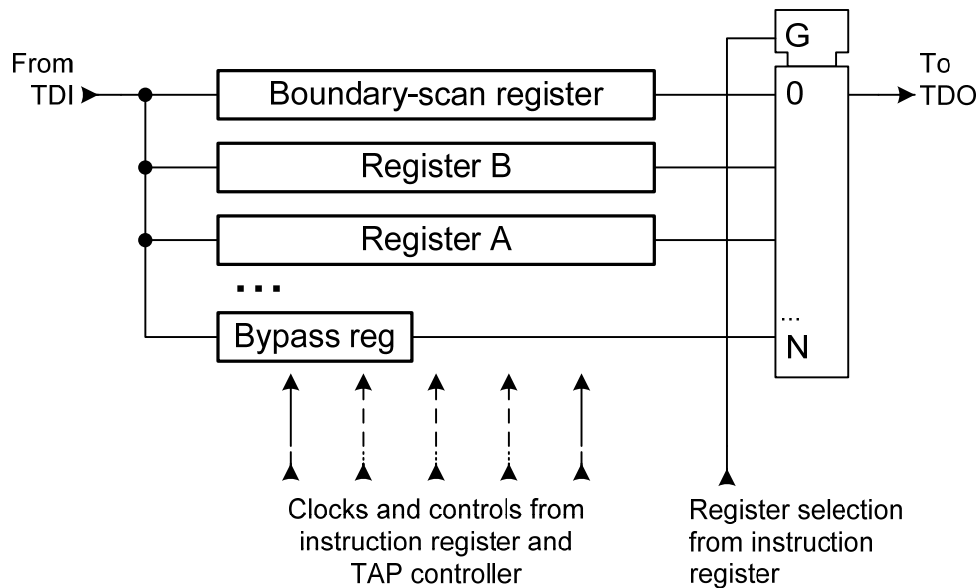 G
From
TDI
To
TDO
Boundary-scan register
0
Register B
Register A
...
Bypass reg
...
N
Clocks and controls from
instruction register and
TAP controller
Register selection
from instruction
register